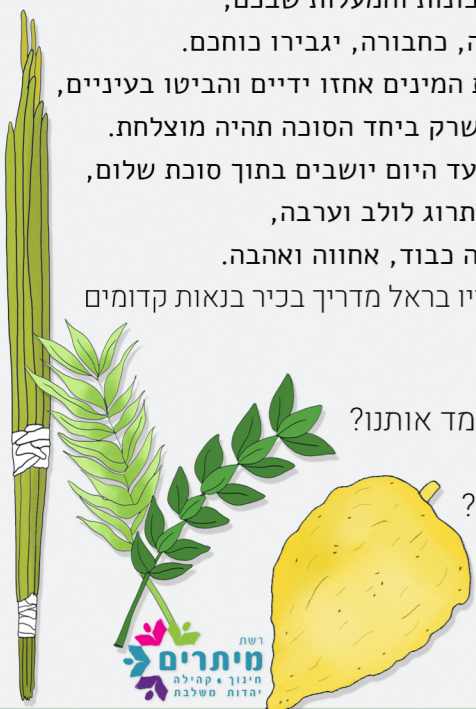 ה, כחבורה, יגבירו כוחכם.
המינים אחזו ידיים והביטו בעיניים,
שרק ביחד הסוכה תהיה מוצלחת.
עד היום יושבים בתוך סוכת שלום,
תרוג לולב וערבה,
ה כבוד, אחווה ואהבה.
יו בראל מדריך בכיר בנאות קדומים
מד אותנו?
?
רשת
מיתרים
חינוך • קהילה
יהדות משלבת